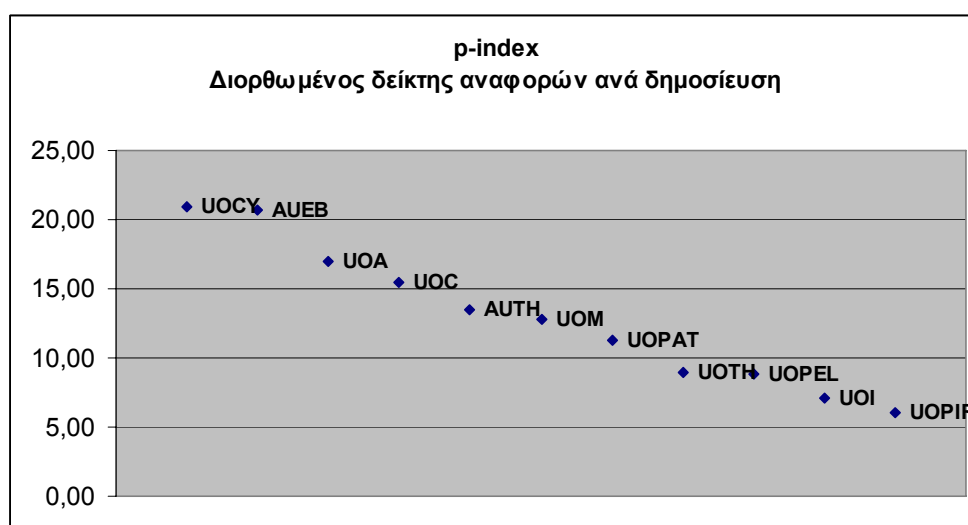 p-index
Διορθωμένος δείκτης αναφορών ανά δημοσίευση
25,00
20,00
15,00
10,00
5,00
0,00
UOCY
AUEB
UOA
UOC
AUTH
UOM
UOPAT
UOTH
UOPEL
UOI